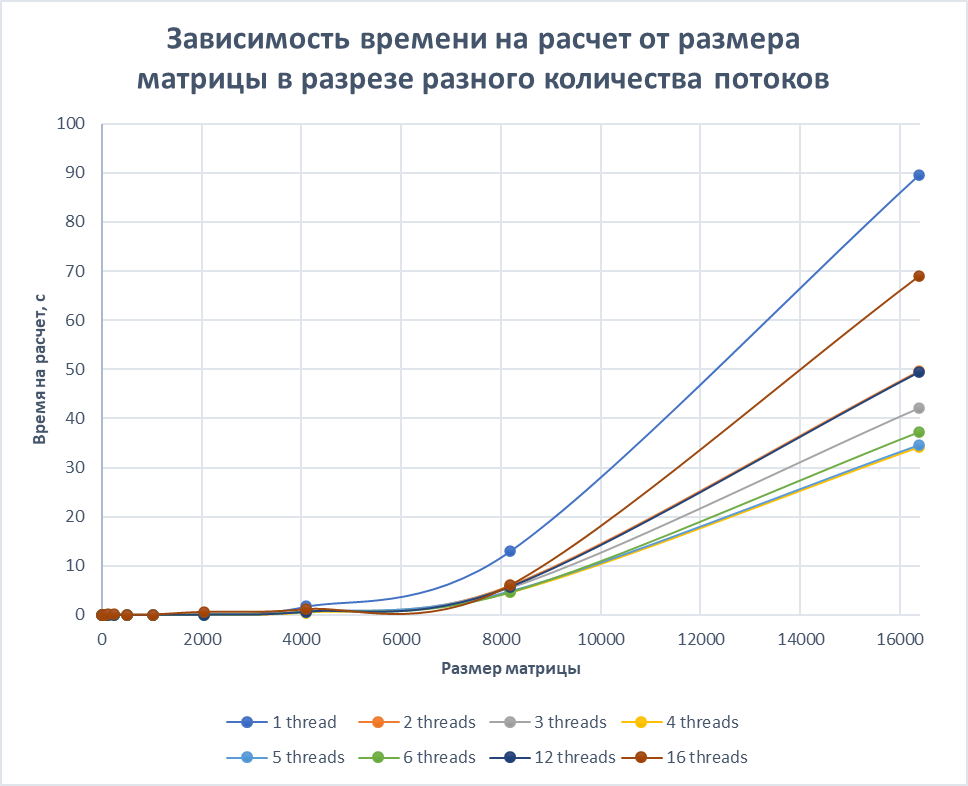 Зависимость времени на расчет от размера
матрицы в разрезе разного количества потоков
100
90
80
70
60
50
40
30
20
10
0
Время на расчет, с
0 2000 4000 6000 8000 10000 12000 14000 16000
Размер матрицы
1 thread 2 threads 3 threads 4 threads
5 threads 6 threads 12 threads 16 threads